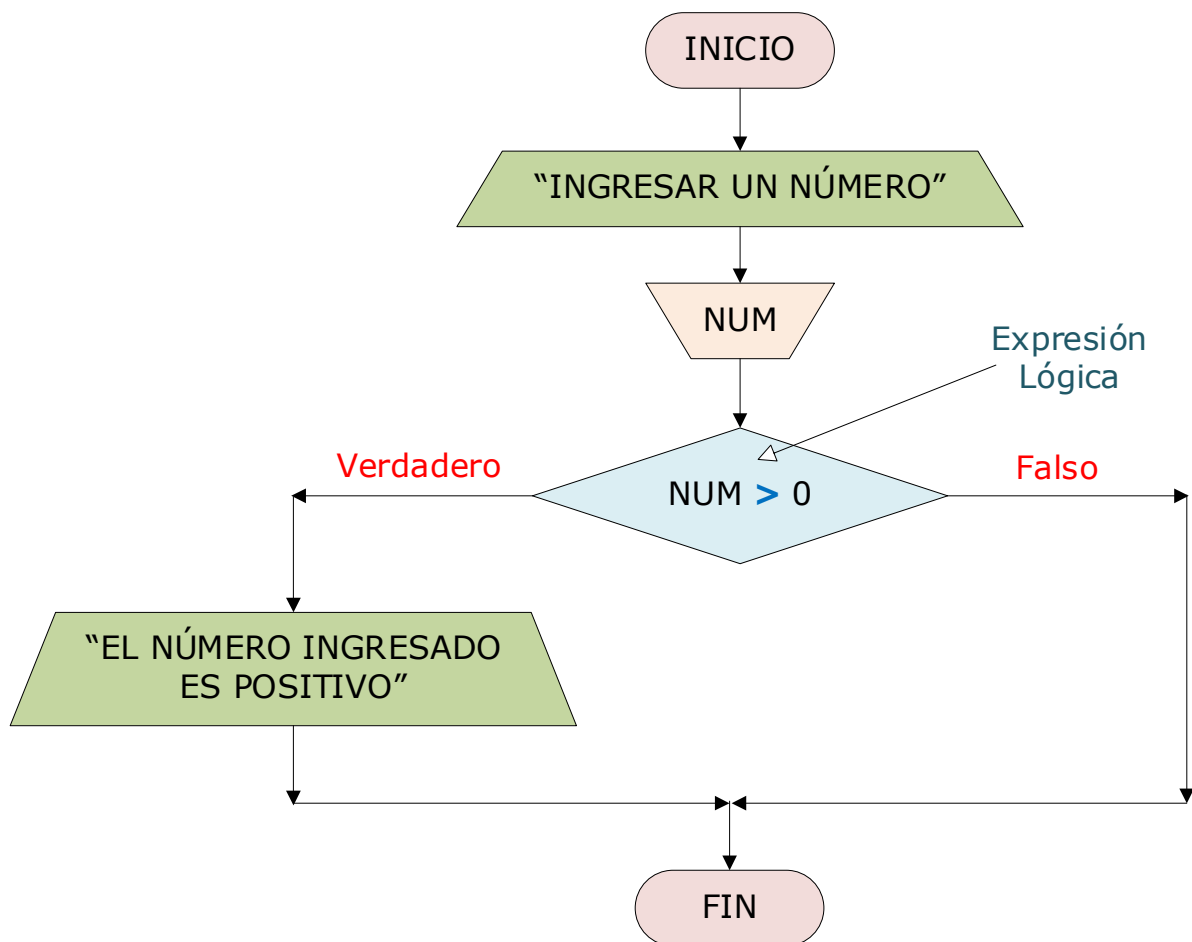 INICIO
“INGRESAR UN NÚMERO”
NUM
Expresión
Lógica
Verdadero
Falso
NUM > 0
“EL NÚMERO INGRESADO
ES POSITIVO”
FIN